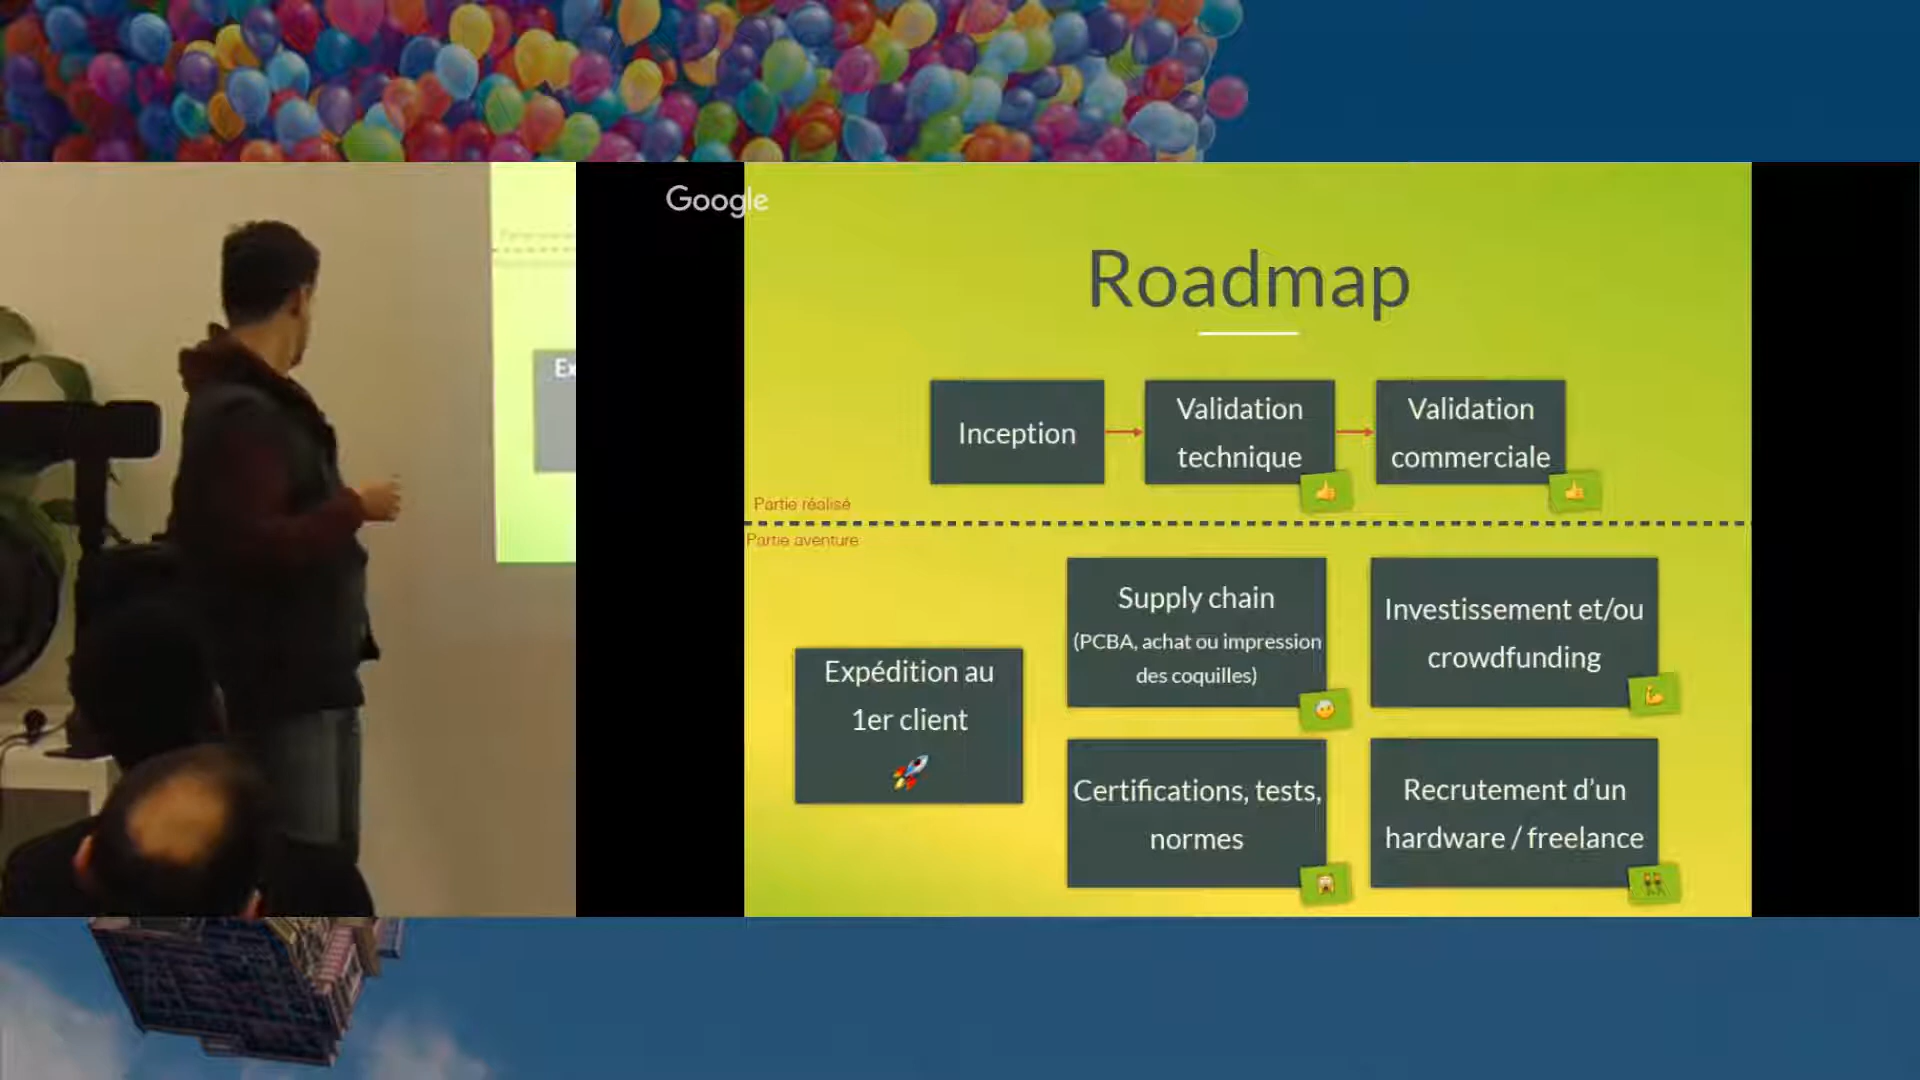 Google
Roadmap
Inception
Validation
technique
Validation
commerciale
Partie réalisé
Partie aventure
Expédition au
1er client
Supply chain
(PCBA, achat ou impression
des coquilles)
Investissement et/ou
crowdfunding
Certifications, tests,
normes
Recrutement d’un
hardware / freelance
Ex